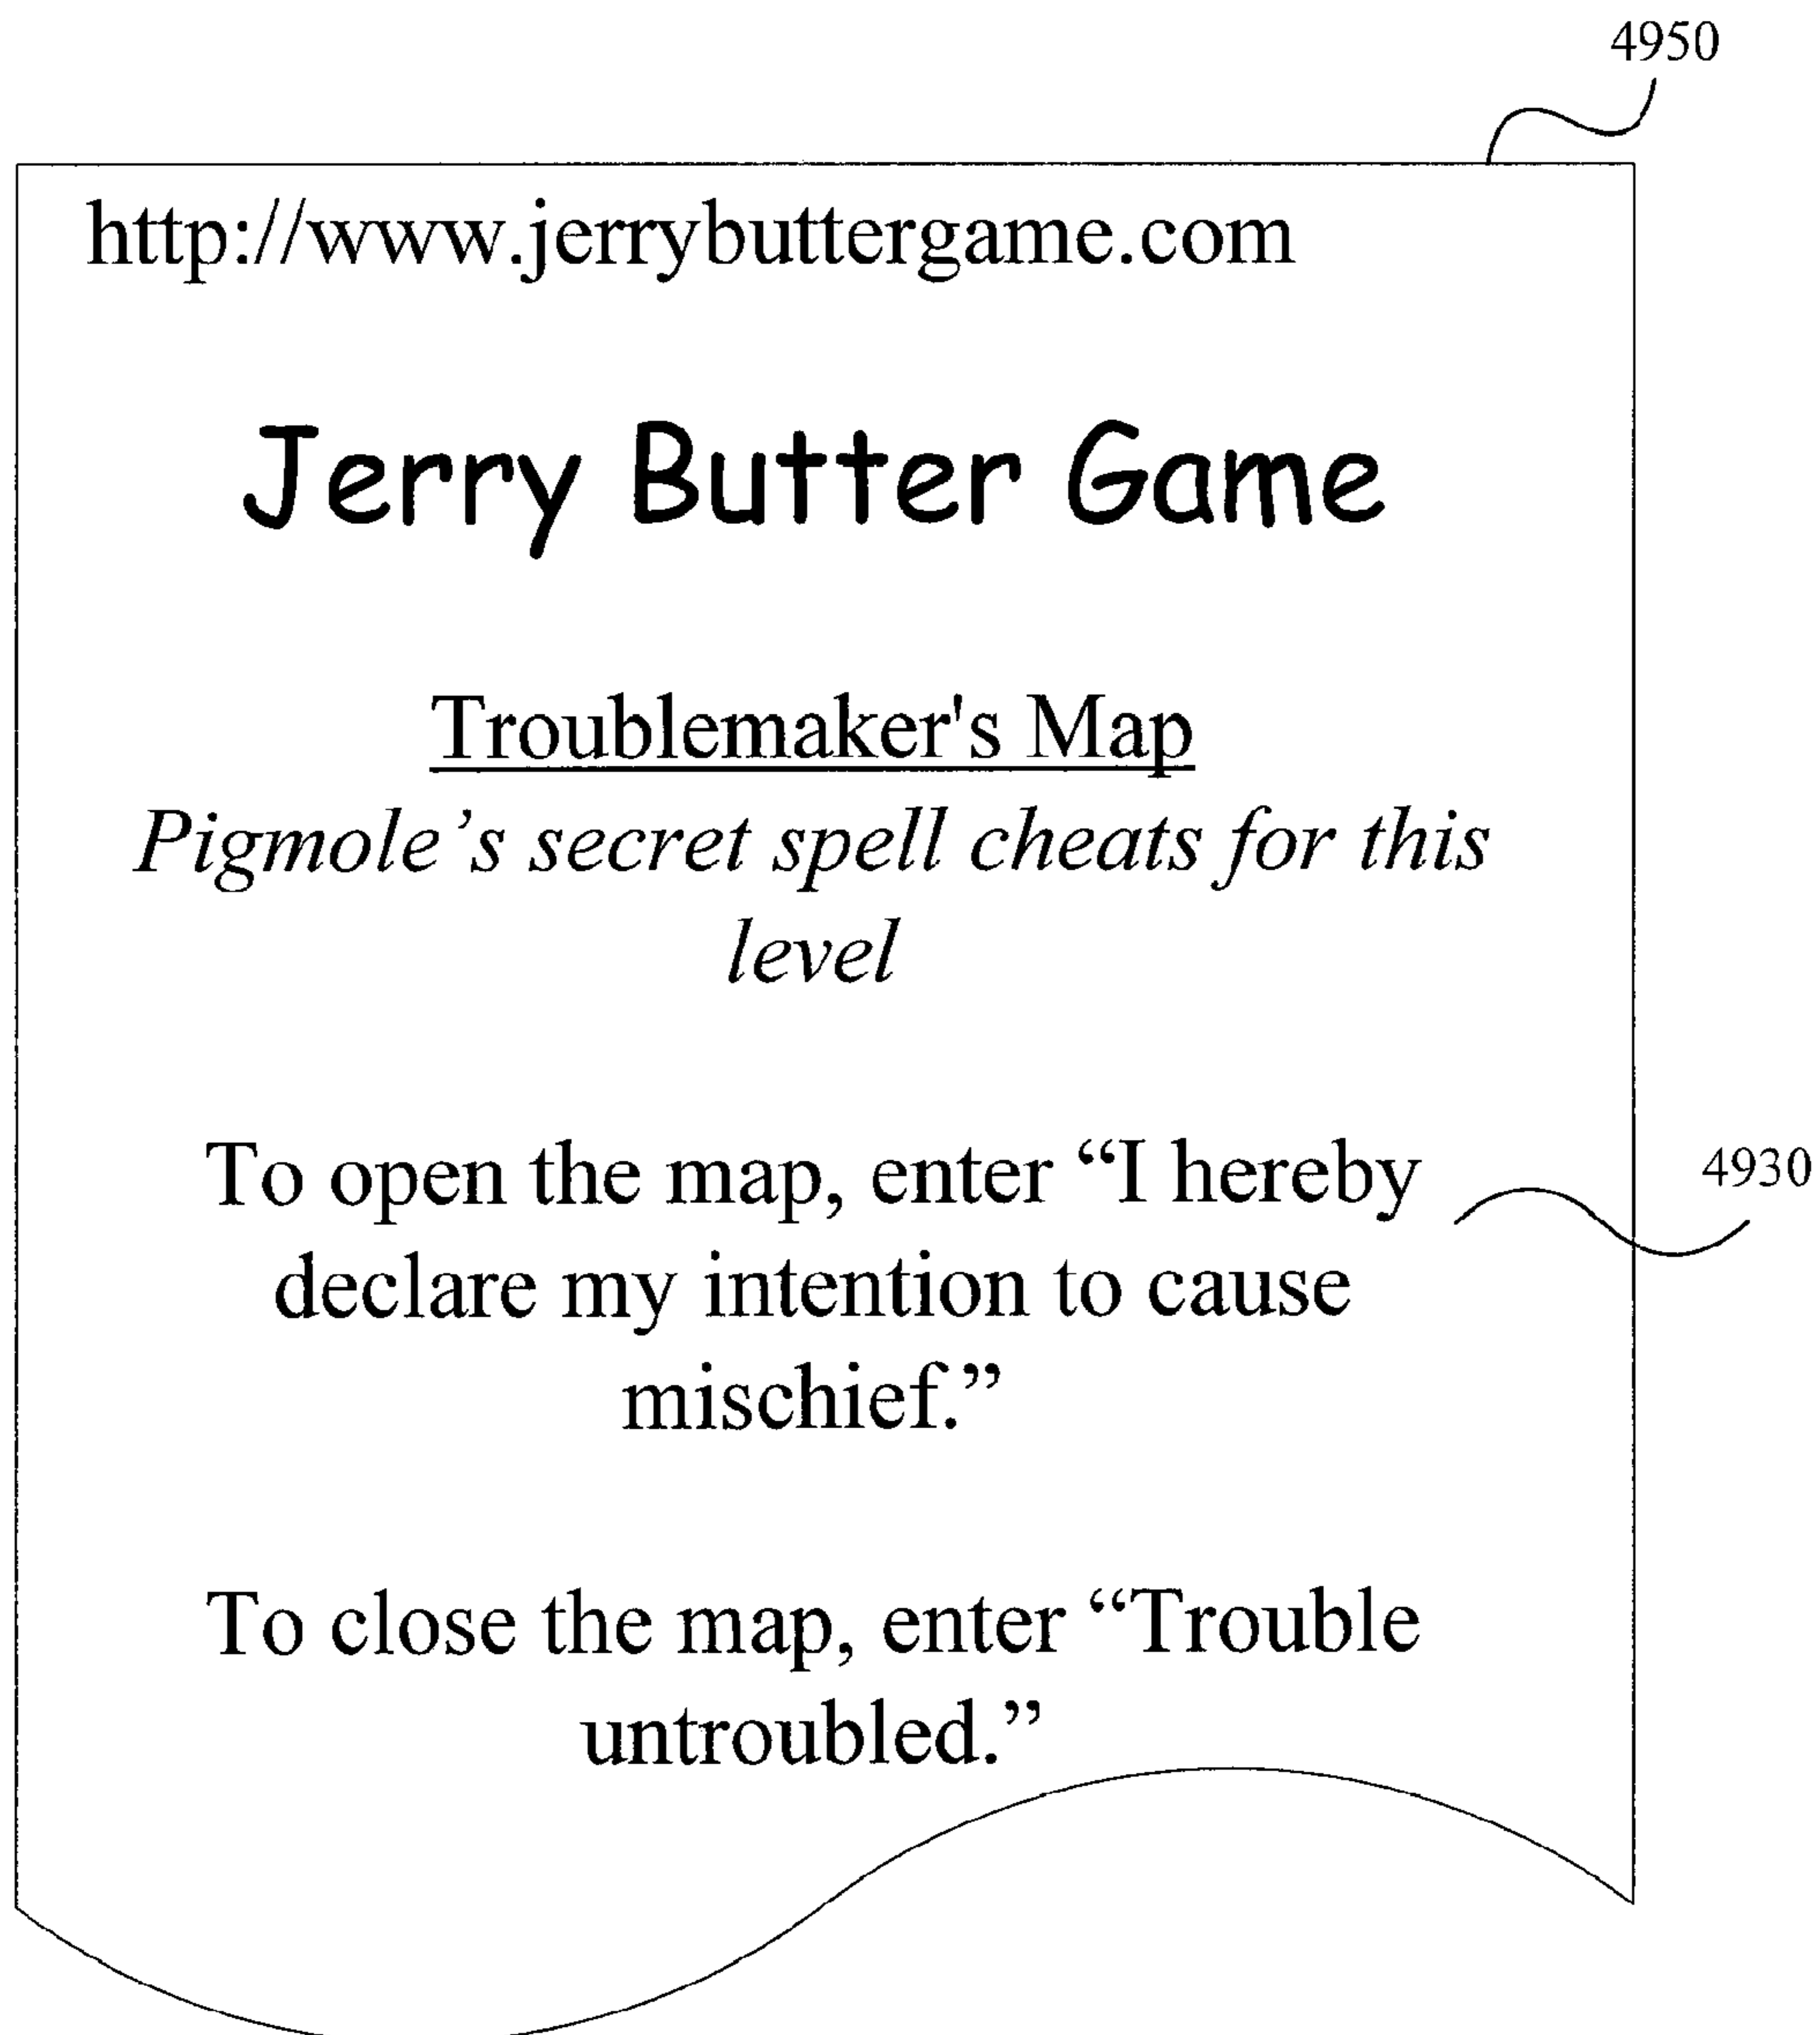 4950
http://www.jerrybuttergame.com
Jerry Butter Game
Troublemaker's Map
Pigmole’s secret spell cheats for this
level
To open the map, enter “I hereby
4930
declare my intention to cause
mischief.”
To close the map, enter “Trouble
untroubled.”